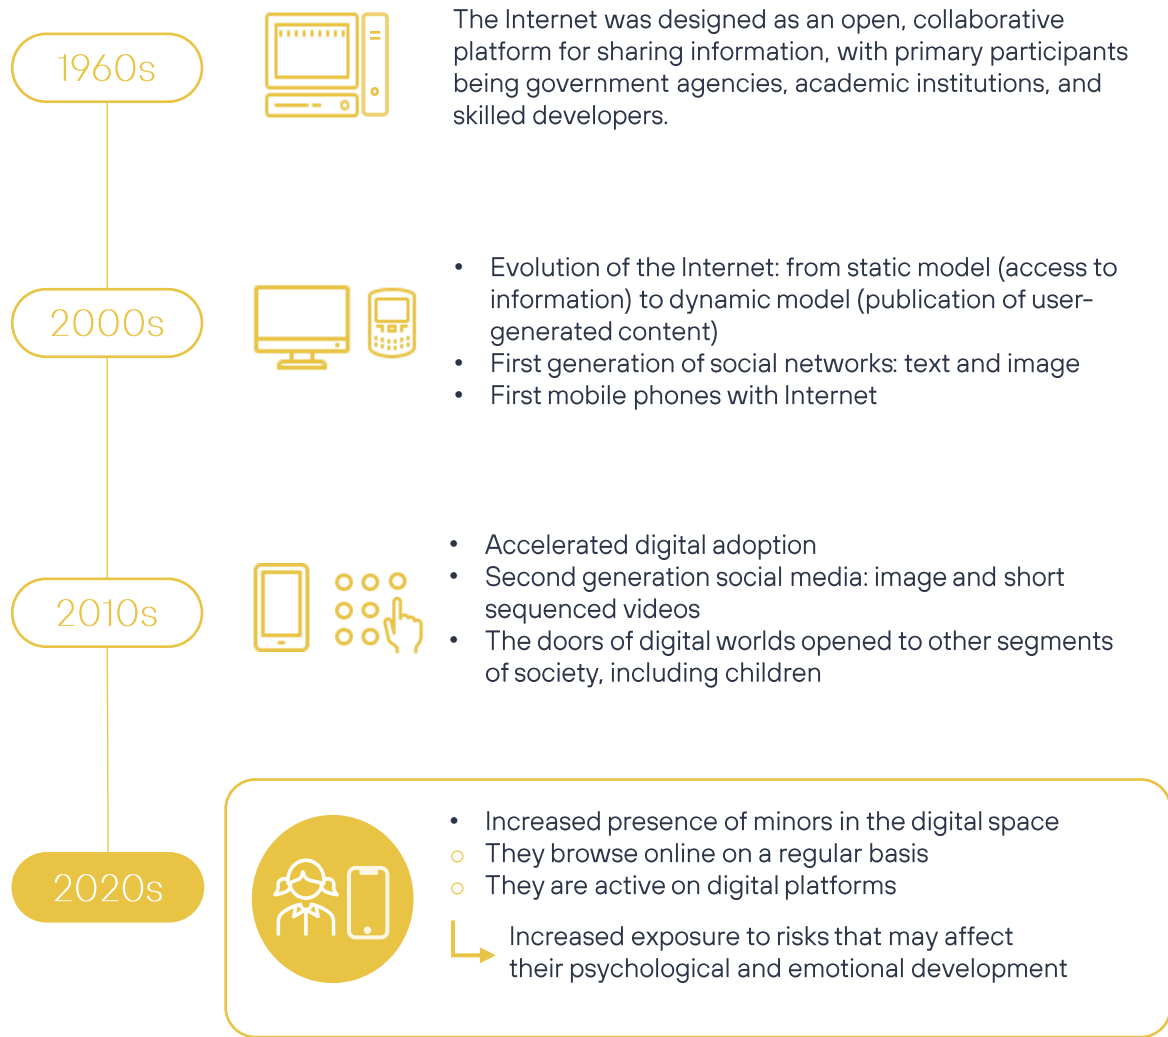 1960s
The Internet was designed as an open, collaborative
platform for sharing information, with primary participants
being government agencies, academic institutions, and
skilled developers.
2000s
• Evolution of the Internet: from static model (access to
information) to dynamic model (publication of user-
generated content)
• First generation of social networks: text and image
• First mobile phones with Internet
2010s
• Accelerated digital adoption
• Second generation social media: image and short
sequenced videos
• The doors of digital worlds opened to other segments
of society, including children
2020s
• Increased presence of minors in the digital space
○ They browse online on a regular basis
○ They are active on digital platforms
Increased exposure to risks that may affect
their psychological and emotional development